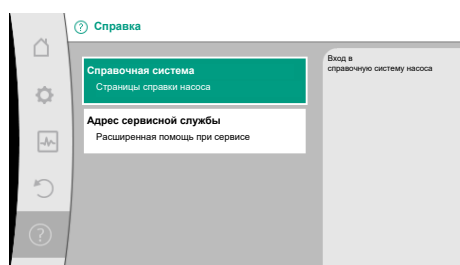 Справка
Справочная система
Страницы справки насоса
Адрес сервисной службы
Расширенная помощь при сервисе
Вход в
справочную систему насоса